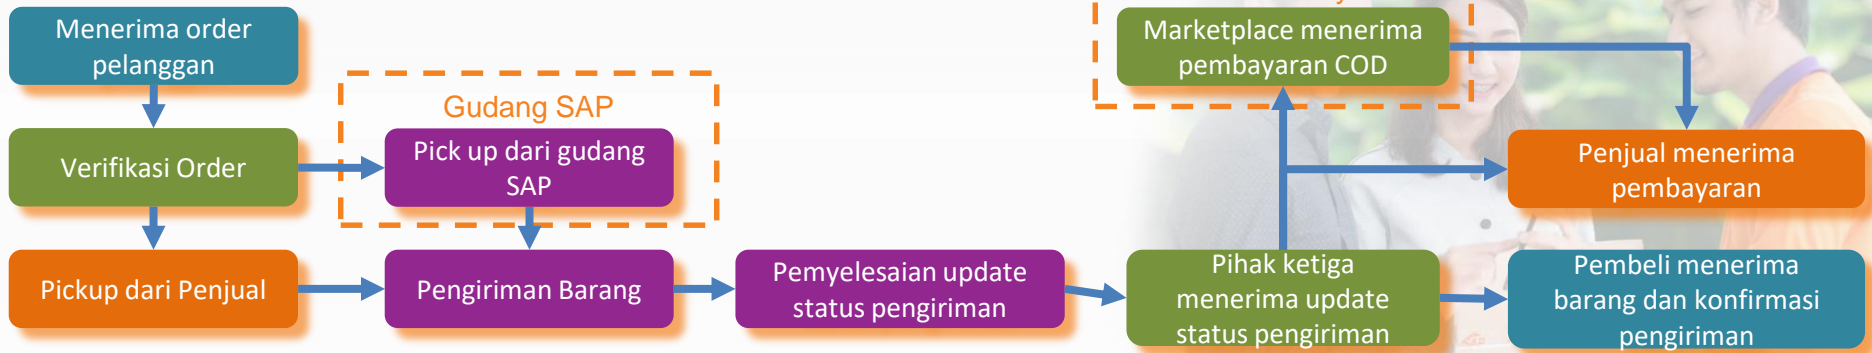 Menerima order
pelanggan
Verifikasi Order
Pickup dari Penjual
Gudang SAP
Pick up dari gudang
SAP
Pengiriman Barang
Pemyelesaian update
status pengiriman
Marketplace menerima
pembayaran COD
Pihak ketiga
menerima update
status pengiriman
Penjual menerima
pembayaran
Pembeli menerima
barang dan konfirmasi
pengiriman